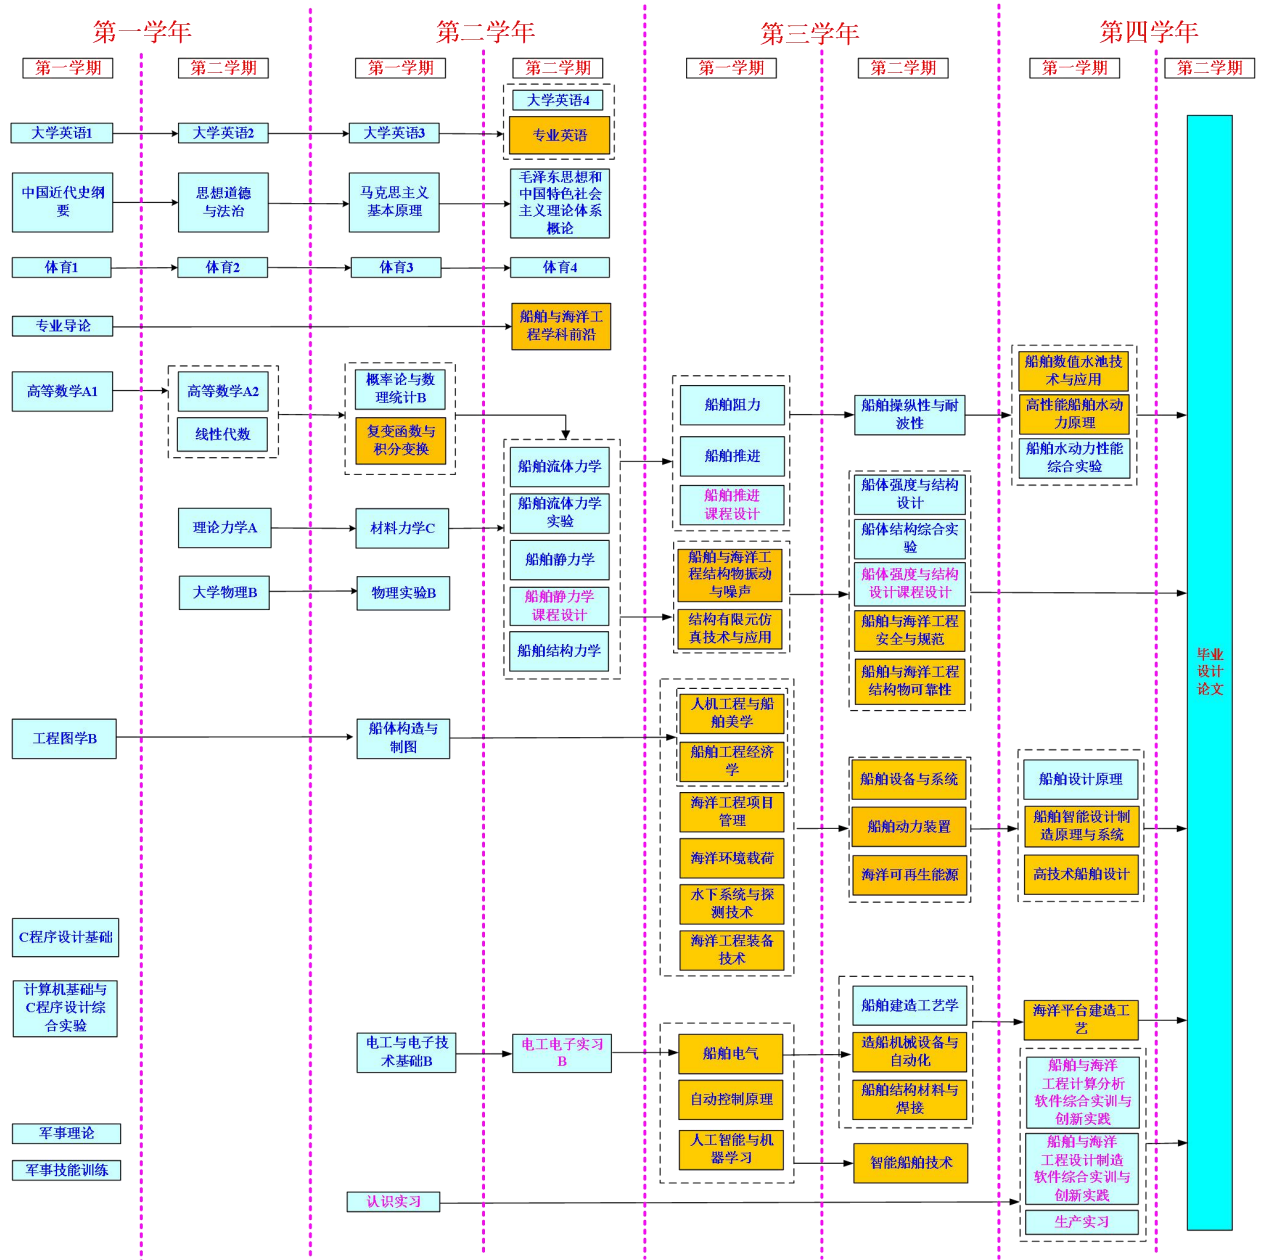 第一学年
第二学年
第三学年
第四学年
第一学期
第二学期
第一学期
第二学期
第一学期
第二学期
第一学期
第二学期
大学英语1
大学英语2
大学英语3
大学英语4
专业英语
中国近代史纲
要
思想道德
与法治
马克思主义
基本原理
毛泽东思想和
中国特色社会
主义理论体系
概论
体育1
体育2
体育3
体育4
专业导论
船舶与海洋工
程学科前沿
高等数学A1
高等数学A2
线性代数
概率论与数
理统计B
复变函数与
积分变换
船舶阻力
船舶推进
船舶推进
课程设计
船舶操纵性与耐
波性
船舶数值水池技
术与应用
高性能船舶水动
力原理
船舶水动力性能
综合实验
理论力学A
材料力学C
大学物理B
物理实验B
船舶流体力学
船舶流体力学
实验
船舶静力学
船舶静力学
课程设计
船舶结构力学
船舶与海洋工
程结构物振动
与噪声
结构有限元仿
真技术与应用
船体强度与结构
设计
船体结构综合实
验
船体强度与结构
设计课程设计
船舶与海洋工程
安全与规范
船舶与海洋工程
结构物可靠性
毕业
设计
论文
工程图学B
船体构造与
制图
人机工程与船
舶美学
船舶工程经济
学
海洋工程项目
管理
海洋环境载荷
水下系统与探
测技术
海洋工程装备
技术
船舶设备与系统
船舶动力装置
海洋可再生能源
船舶设计原理
船舶智能设计制
造原理与系统
高技术船舶设计
C程序设计基础
计算机基础与
C程序设计综
合实验
电工与电子技
术基础B
电工电子实习
B
船舶电气
自动控制原理
人工智能与机
器学习
船舶建造工艺学
造船机械设备与
自动化
船舶结构材料与
焊接
智能船舶技术
海洋平台建造工
艺
船舶与海洋
工程计算分析
软件综合实训与
创新实践
船舶与海洋
工程设计制造
软件综合实训与
创新实践
生产实习
军事理论
军事技能训练
认识实习